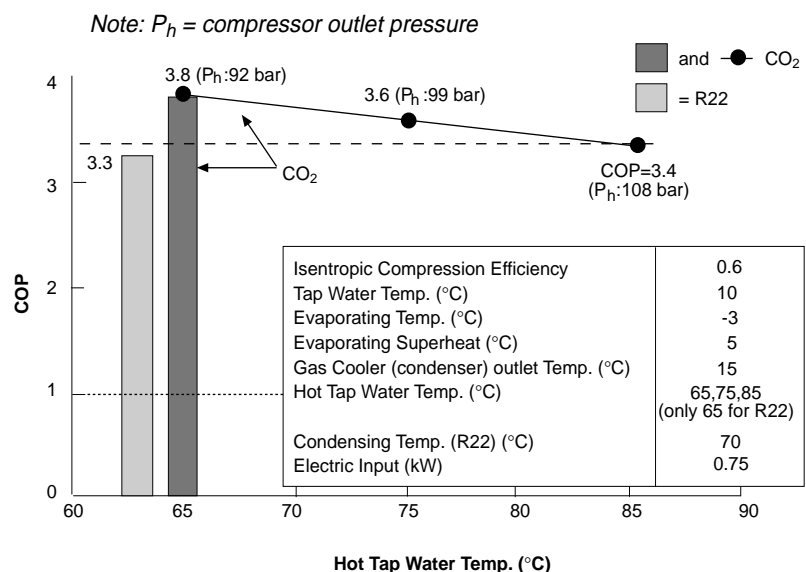 Note: Ph = compressor outlet pressure
and CO2
= R22
3.8 (Ph:92 bar)
3.6 (Ph:99 bar)
3.3
CO2
COP=3.4
(Ph:108 bar)
COP
4
3
2
1
0
Isentropic Compression Efficiency 0.6
Tap Water Temp. (°C) 10
Evaporating Temp. (°C) -3
Evaporating Superheat (°C) 5
Gas Cooler (condenser) outlet Temp. (°C) 15
Hot Tap Water Temp. (°C) 65,75,85
(only 65 for R22)
Condensing Temp. (R22) (°C) 70
Electric Input (kW) 0.75
60 65 70 75 80 85 90
Hot Tap Water Temp. (°C)